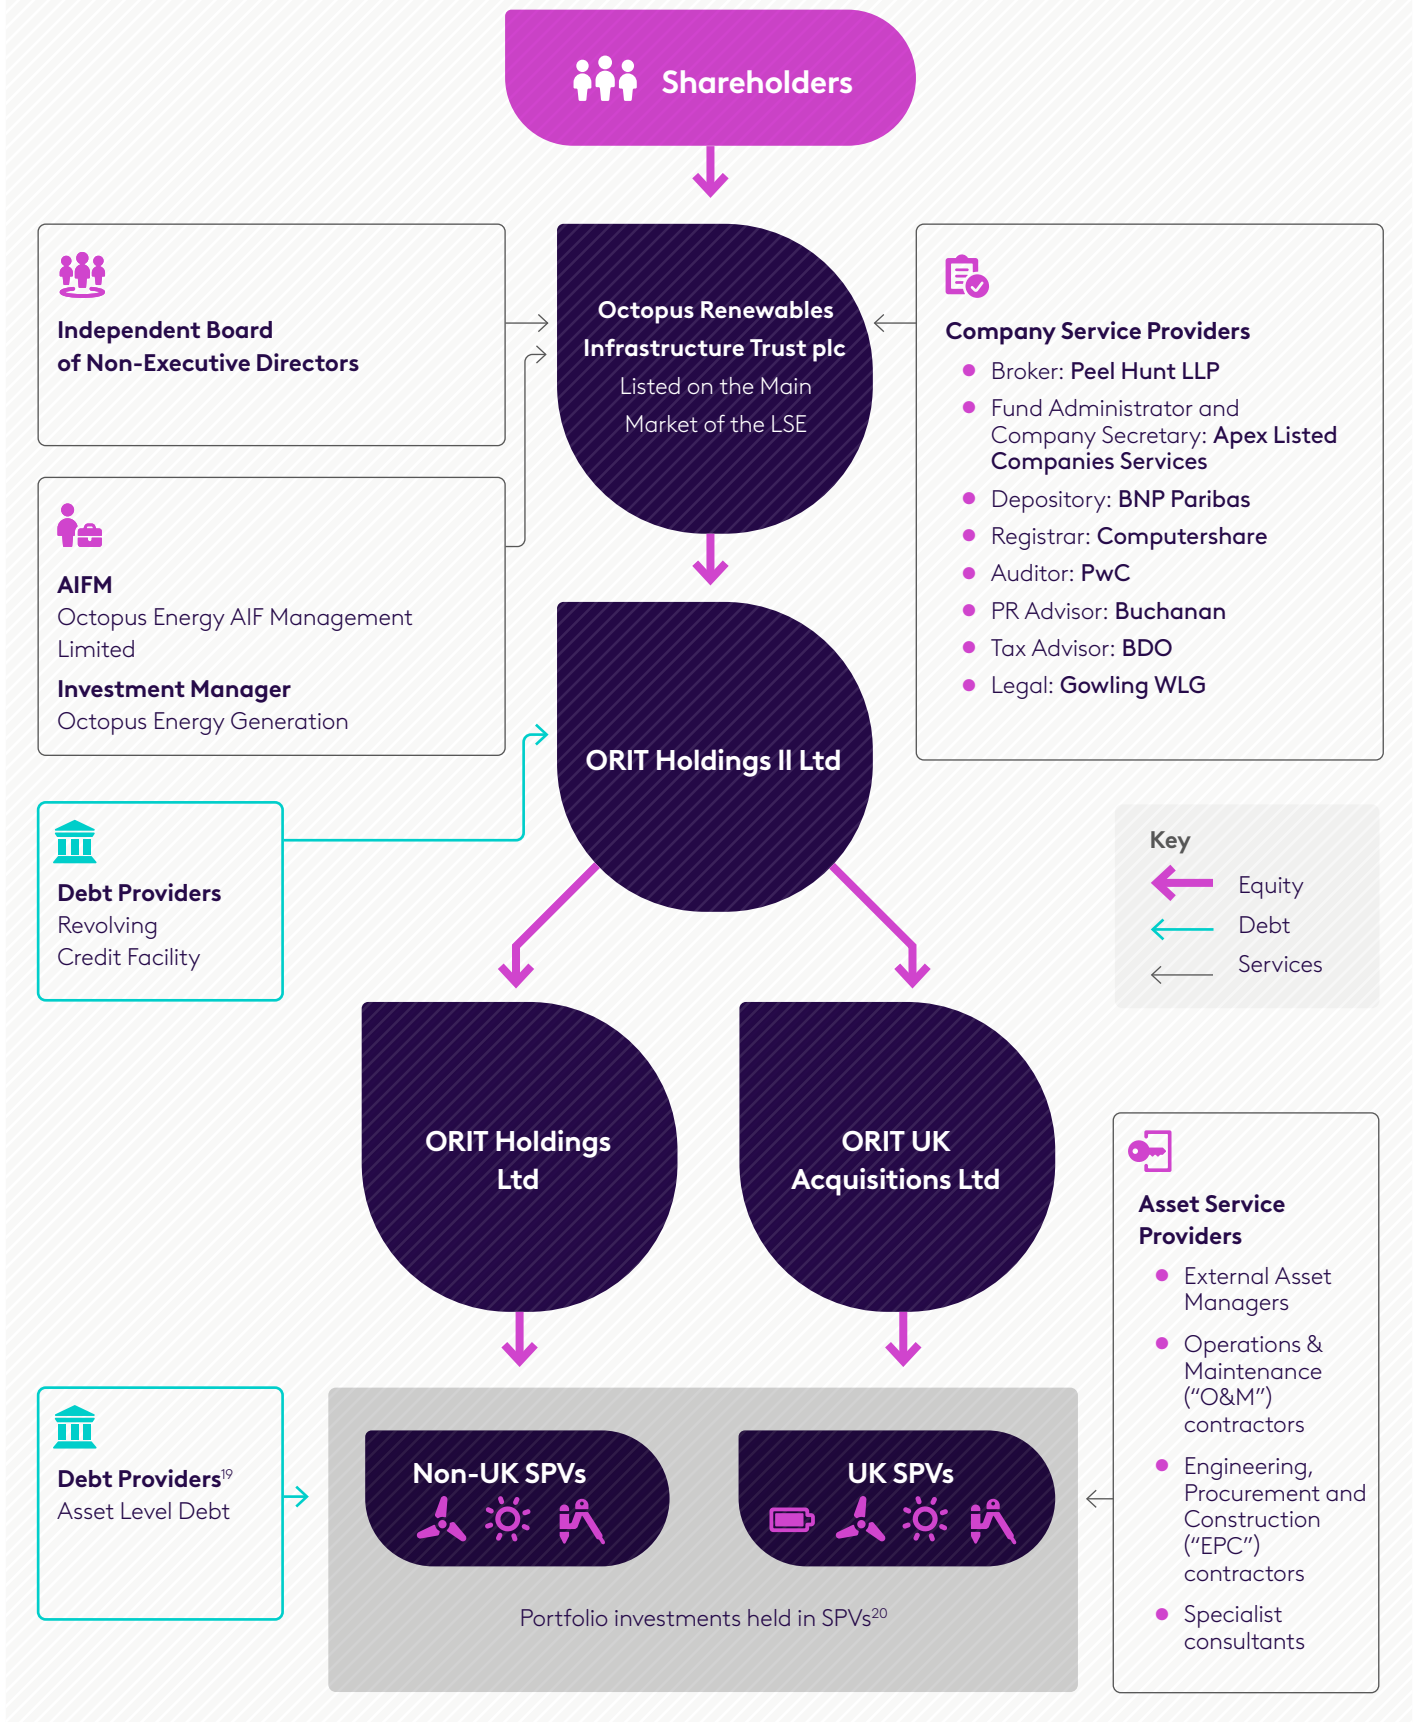 Shareholders
Independent Board
of Non-Executive Directors
Octopus Renewables
Infrastructure Trust plc
Listed on the Main
Market of the LSE
Company Service Providers
Broker: Peel Hunt LLP
Fund Administrator and
Company Secretary: Apex Listed
Companies Services
Depository: BNP Paribas
Registrar: Computershare
Auditor: PwC
PR Advisor: Buchanan
Tax Advisor: BDO
Legal: Gowling WLG
AIFM
Octopus Energy AIF Management
Limited
Investment Manager
Octopus Energy Generation
ORIT Holdings ll Ltd
Debt Providers
Revolving
Credit Facility
Key
Equity
Debt
Services
ORIT Holdings
Ltd
ORIT UK
Acquisitions Ltd
Asset Service
Providers
External Asset
Managers
Operations &
Maintenance
(“O&M”)
contractors
Engineering,
Procurement and
Construction
(“EPC”)
contractors
Specialist
consultants
Debt Providers19
Asset Level Debt
Non-UK SPVs
UK SPVs
Portfolio investments held in SPVs20